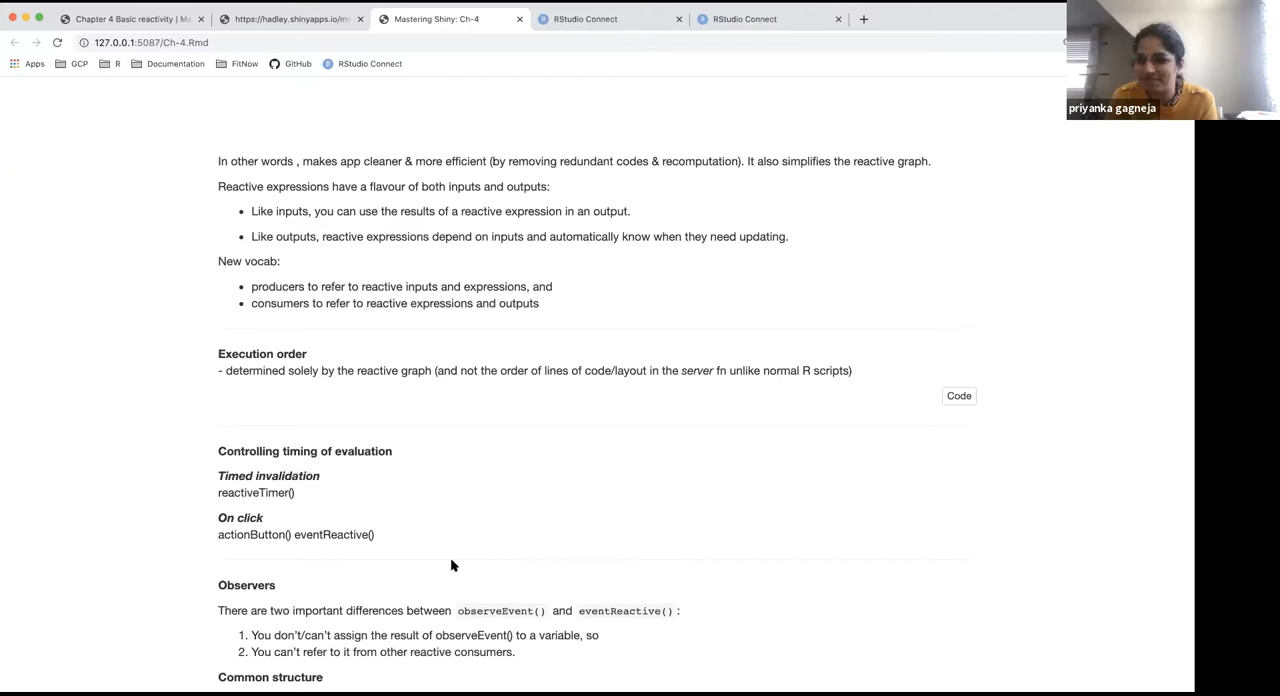 Chapter 4 Basic reactivity | Ma
https://hadley.shinyapps.io/ms
Mastering Shiny: Ch-4
RStudio Connect
RStudio Connect
127.0.0.1:5087/Ch-4.Rmd
Apps GCP R Documentation FitNow GitHub RStudio Connect
priyanka gagneja
In other words , makes app cleaner & more efficient (by removing redundant codes & recomputation). It also simplifies the reactive graph.
Reactive expressions have a flavour of both inputs and outputs:
• Like inputs, you can use the results of a reactive expression in an output.
• Like outputs, reactive expressions depend on inputs and automatically know when they need updating.
New vocab:
• producers to refer to reactive inputs and expressions, and
• consumers to refer to reactive expressions and outputs
Execution order
- determined solely by the reactive graph (and not the order of lines of code/layout in the server fn unlike normal R scripts)
Code
Controlling timing of evaluation
Timed invalidation
reactiveTimer()
On click
actionButton() eventReactive()
Observers
There are two important differences between observeEvent() and eventReactive() :
1. You don't/can't assign the result of observeEvent() to a variable, so
2. You can't refer to it from other reactive consumers.
Common structure